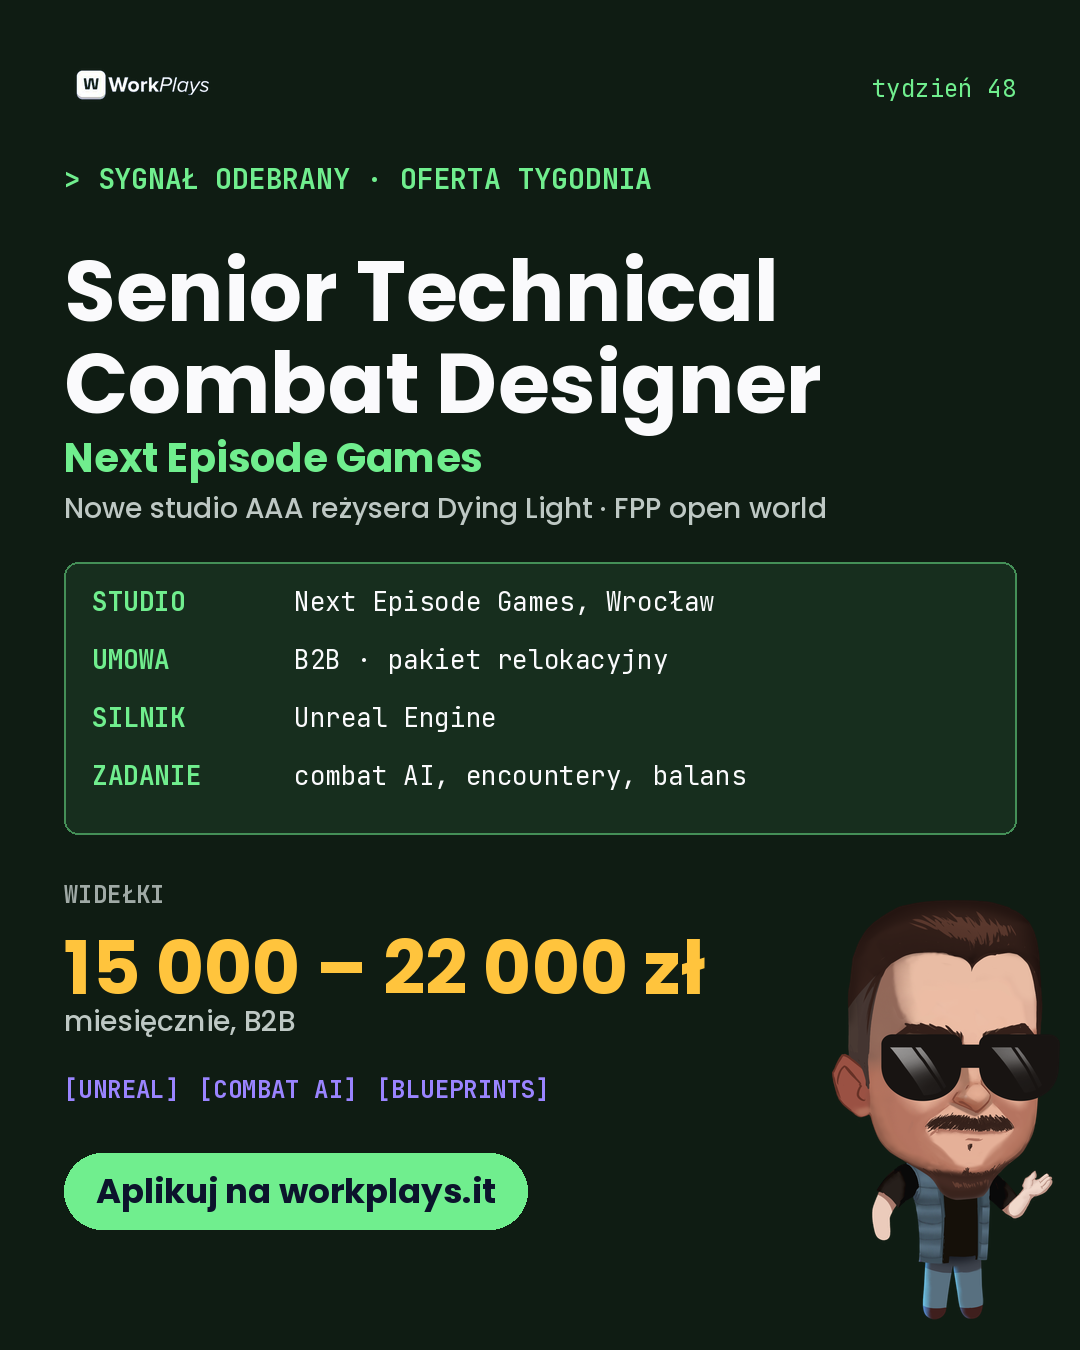 W WorkPlays
tydzień 48
> SYGNAŁ ODEBRANY · OFERTA TYGODNIA
Senior Technical
Combat Designer
Next Episode Games
Nowe studio AAA reżysera Dying Light · FPP open world
STUDIO Next Episode Games, Wrocław
UMOWA B2B · pakiet relokacyjny
SILNIK Unreal Engine
ZADANIE combat AI, encountery, balans
WIDEŁKI
15 000 – 22 000 zł
miesięcznie, B2B
[UNREAL] [COMBAT AI] [BLUEPRINTS]
Aplikuj na workplays.it